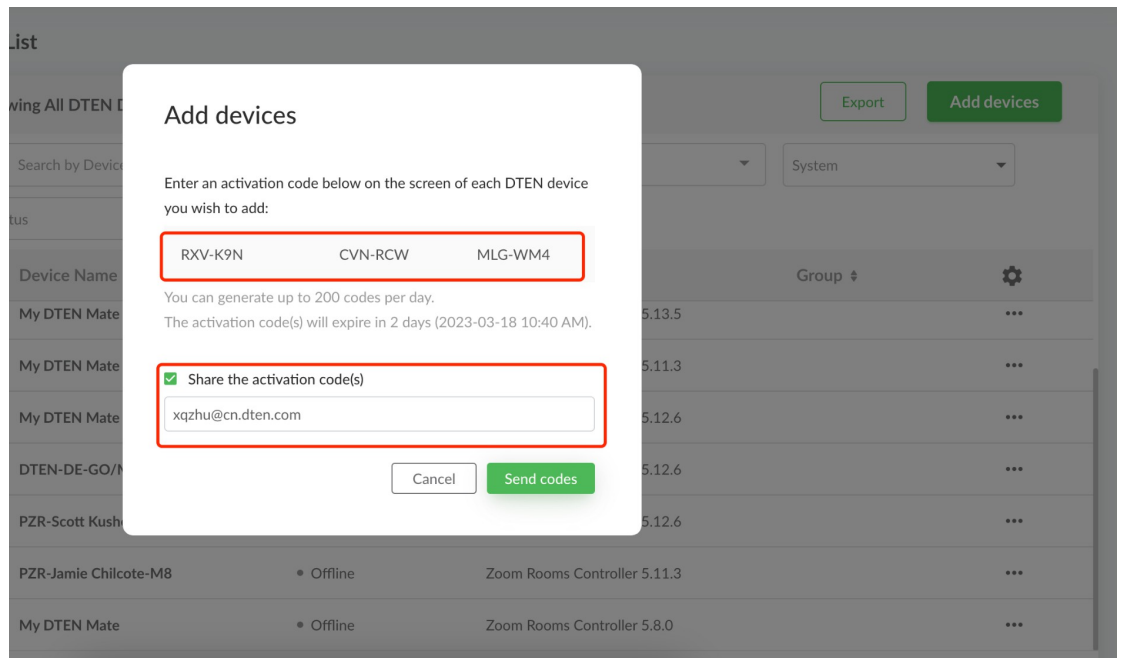 List
wing All DTEN D
Export
Add devices
Search by Device
System
tus
Device Name
Group
My DTEN Mate
5.13.5
My DTEN Mate
5.11.3
My DTEN Mate
5.12.6
DTEN-DE-GO/M
5.12.6
PZR-Scott Kush
5.12.6
PZR-Jamie Chilcote-M8
Offline
Zoom Rooms Controller 5.11.3
My DTEN Mate
Offline
Zoom Rooms Controller 5.8.0
Add devices
Enter an activation code below on the screen of each DTEN device
you wish to add:
RXV-K9N CVN-RCW MLG-WM4
You can generate up to 200 codes per day.
The activation code(s) will expire in 2 days (2023-03-18 10:40 AM).
Share the activation code(s)
xqzhu@cn.dten.com
Cancel
Send codes